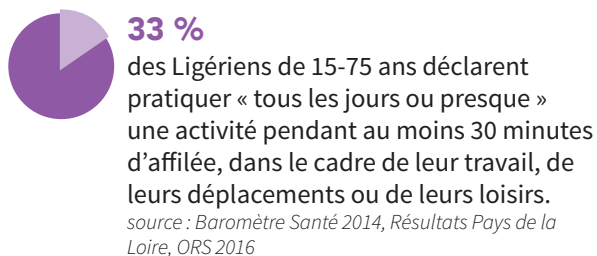 33 %
des Ligériens de 15-75 ans déclarent
pratiquer « tous les jours ou presque »
une activité pendant au moins 30 minutes
d’affilée, dans le cadre de leur travail, de
leurs déplacements ou de leurs loisirs.
source : Baromètre Santé 2014, Résultats Pays de la
Loire, ORS 2016